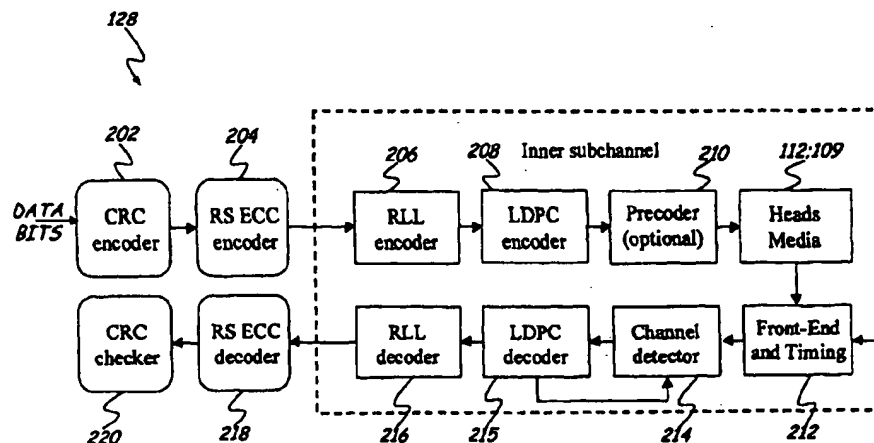 128
202
204
206
208
Inner subchannel
210
112;109
DATA
BITS
CRC
encoder
RS ECC
encoder
RLL
encoder
LDPC
encoder
Precoder
(optional)
Heads
Media
CRC
checker
RS ECC
decoder
RLL
decoder
LDPC
decoder
Channel
detector
Front-End
and Timing
220
218
216
215
214
212